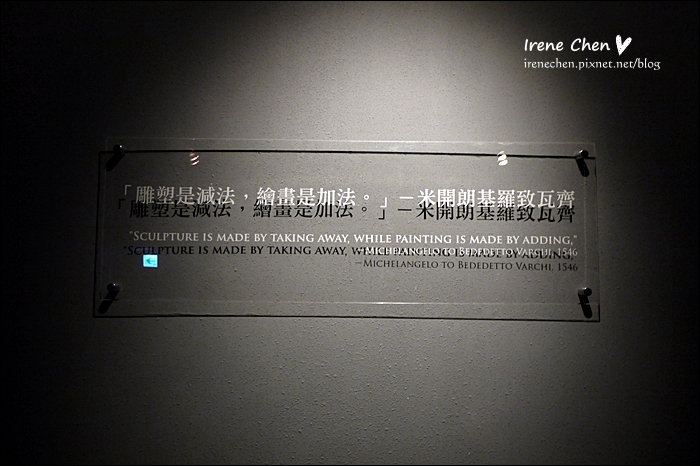 Irene Chen
irenechen.pixnet.net/blog
「雕塑是減法，繪畫是加法。」－米開朗基羅致瓦齊
"SCULPTURE IS MADE BY TAKING AWAY, WHILE PAINTING IS MADE BY ADDING,"
—MICHELANGELO TO BEDEDETTO VARCHI, 1546